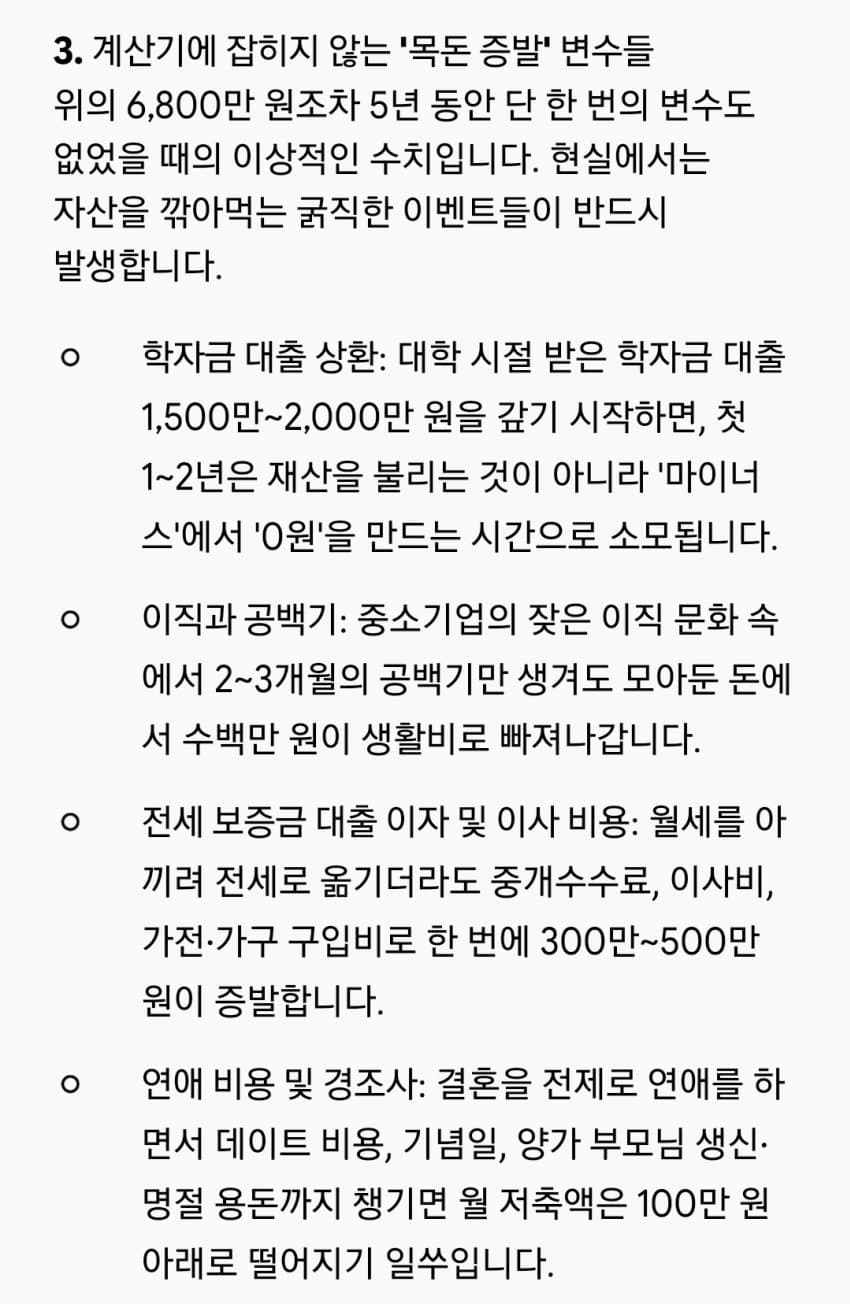 3. 계산기에 잡히지 않는 '목돈 증발' 변수들
위의 6,800만 원조차 5년 동안 단 한 번의 변수도
없었을 때의 이상적인 수치입니다. 현실에서는
자산을 깎아먹는 굵직한 이벤트들이 반드시
발생합니다.
학자금 대출 상환: 대학 시절 받은 학자금 대출
1,500만~2,000만 원을 갚기 시작하면, 첫
1~2년은 재산을 불리는 것이 아니라 '마이너
스'에서 '0원'을 만드는 시간으로 소모됩니다.
이직과 공백기: 중소기업의 잦은 이직 문화 속
에서 2~3개월의 공백기만 생겨도 모아둔 돈에
서 수백만 원이 생활비로 빠져나갑니다.
전세 보증금 대출 이자 및 이사 비용: 월세를 아
끼려 전세로 옮기더라도 중개수수료, 이사비,
가전·가구 구입비로 한 번에 300만~500만
원이 증발합니다.
연애 비용 및 경조사: 결혼을 전제로 연애를 하
면서 데이트 비용, 기념일, 양가 부모님 생신·
명절 용돈까지 챙기면 월 저축액은 100만 원
아래로 떨어지기 일쑤입니다.